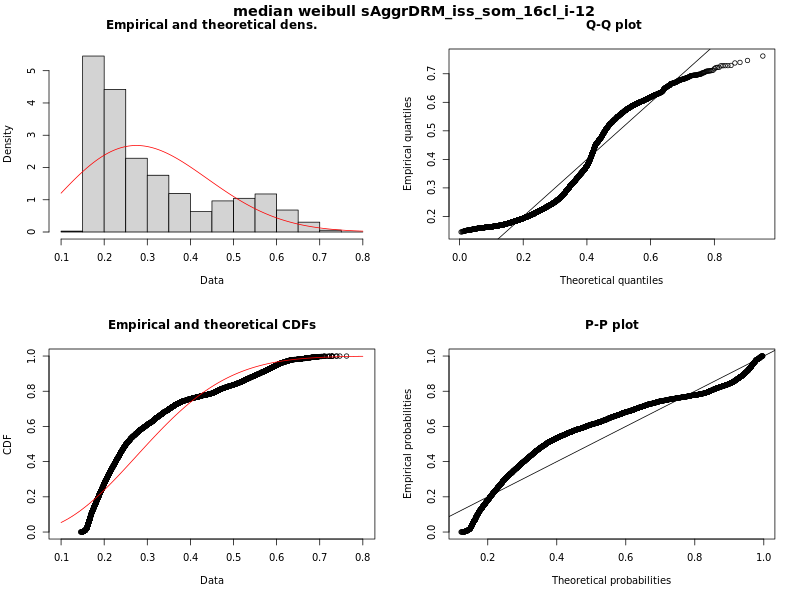 median weibull sAggrDRM_iss_som_16cl_i-12
Empirical and theoretical dens.
Density
0 1 2 3 4 5
0.1 0.2 0.3 0.4 0.5 0.6 0.7 0.8
Data
Q-Q plot
Empirical quantiles
0.2 0.3 0.4 0.5 0.6 0.7
0.0 0.2 0.4 0.6 0.8
Theoretical quantiles
Empirical and theoretical CDFs
CDF
0.0 0.2 0.4 0.6 0.8 1.0
0.1 0.2 0.3 0.4 0.5 0.6 0.7 0.8
Data
P-P plot
Empirical probabilities
0.0 0.2 0.4 0.6 0.8 1.0
0.2 0.4 0.6 0.8 1.0
Theoretical probabilities